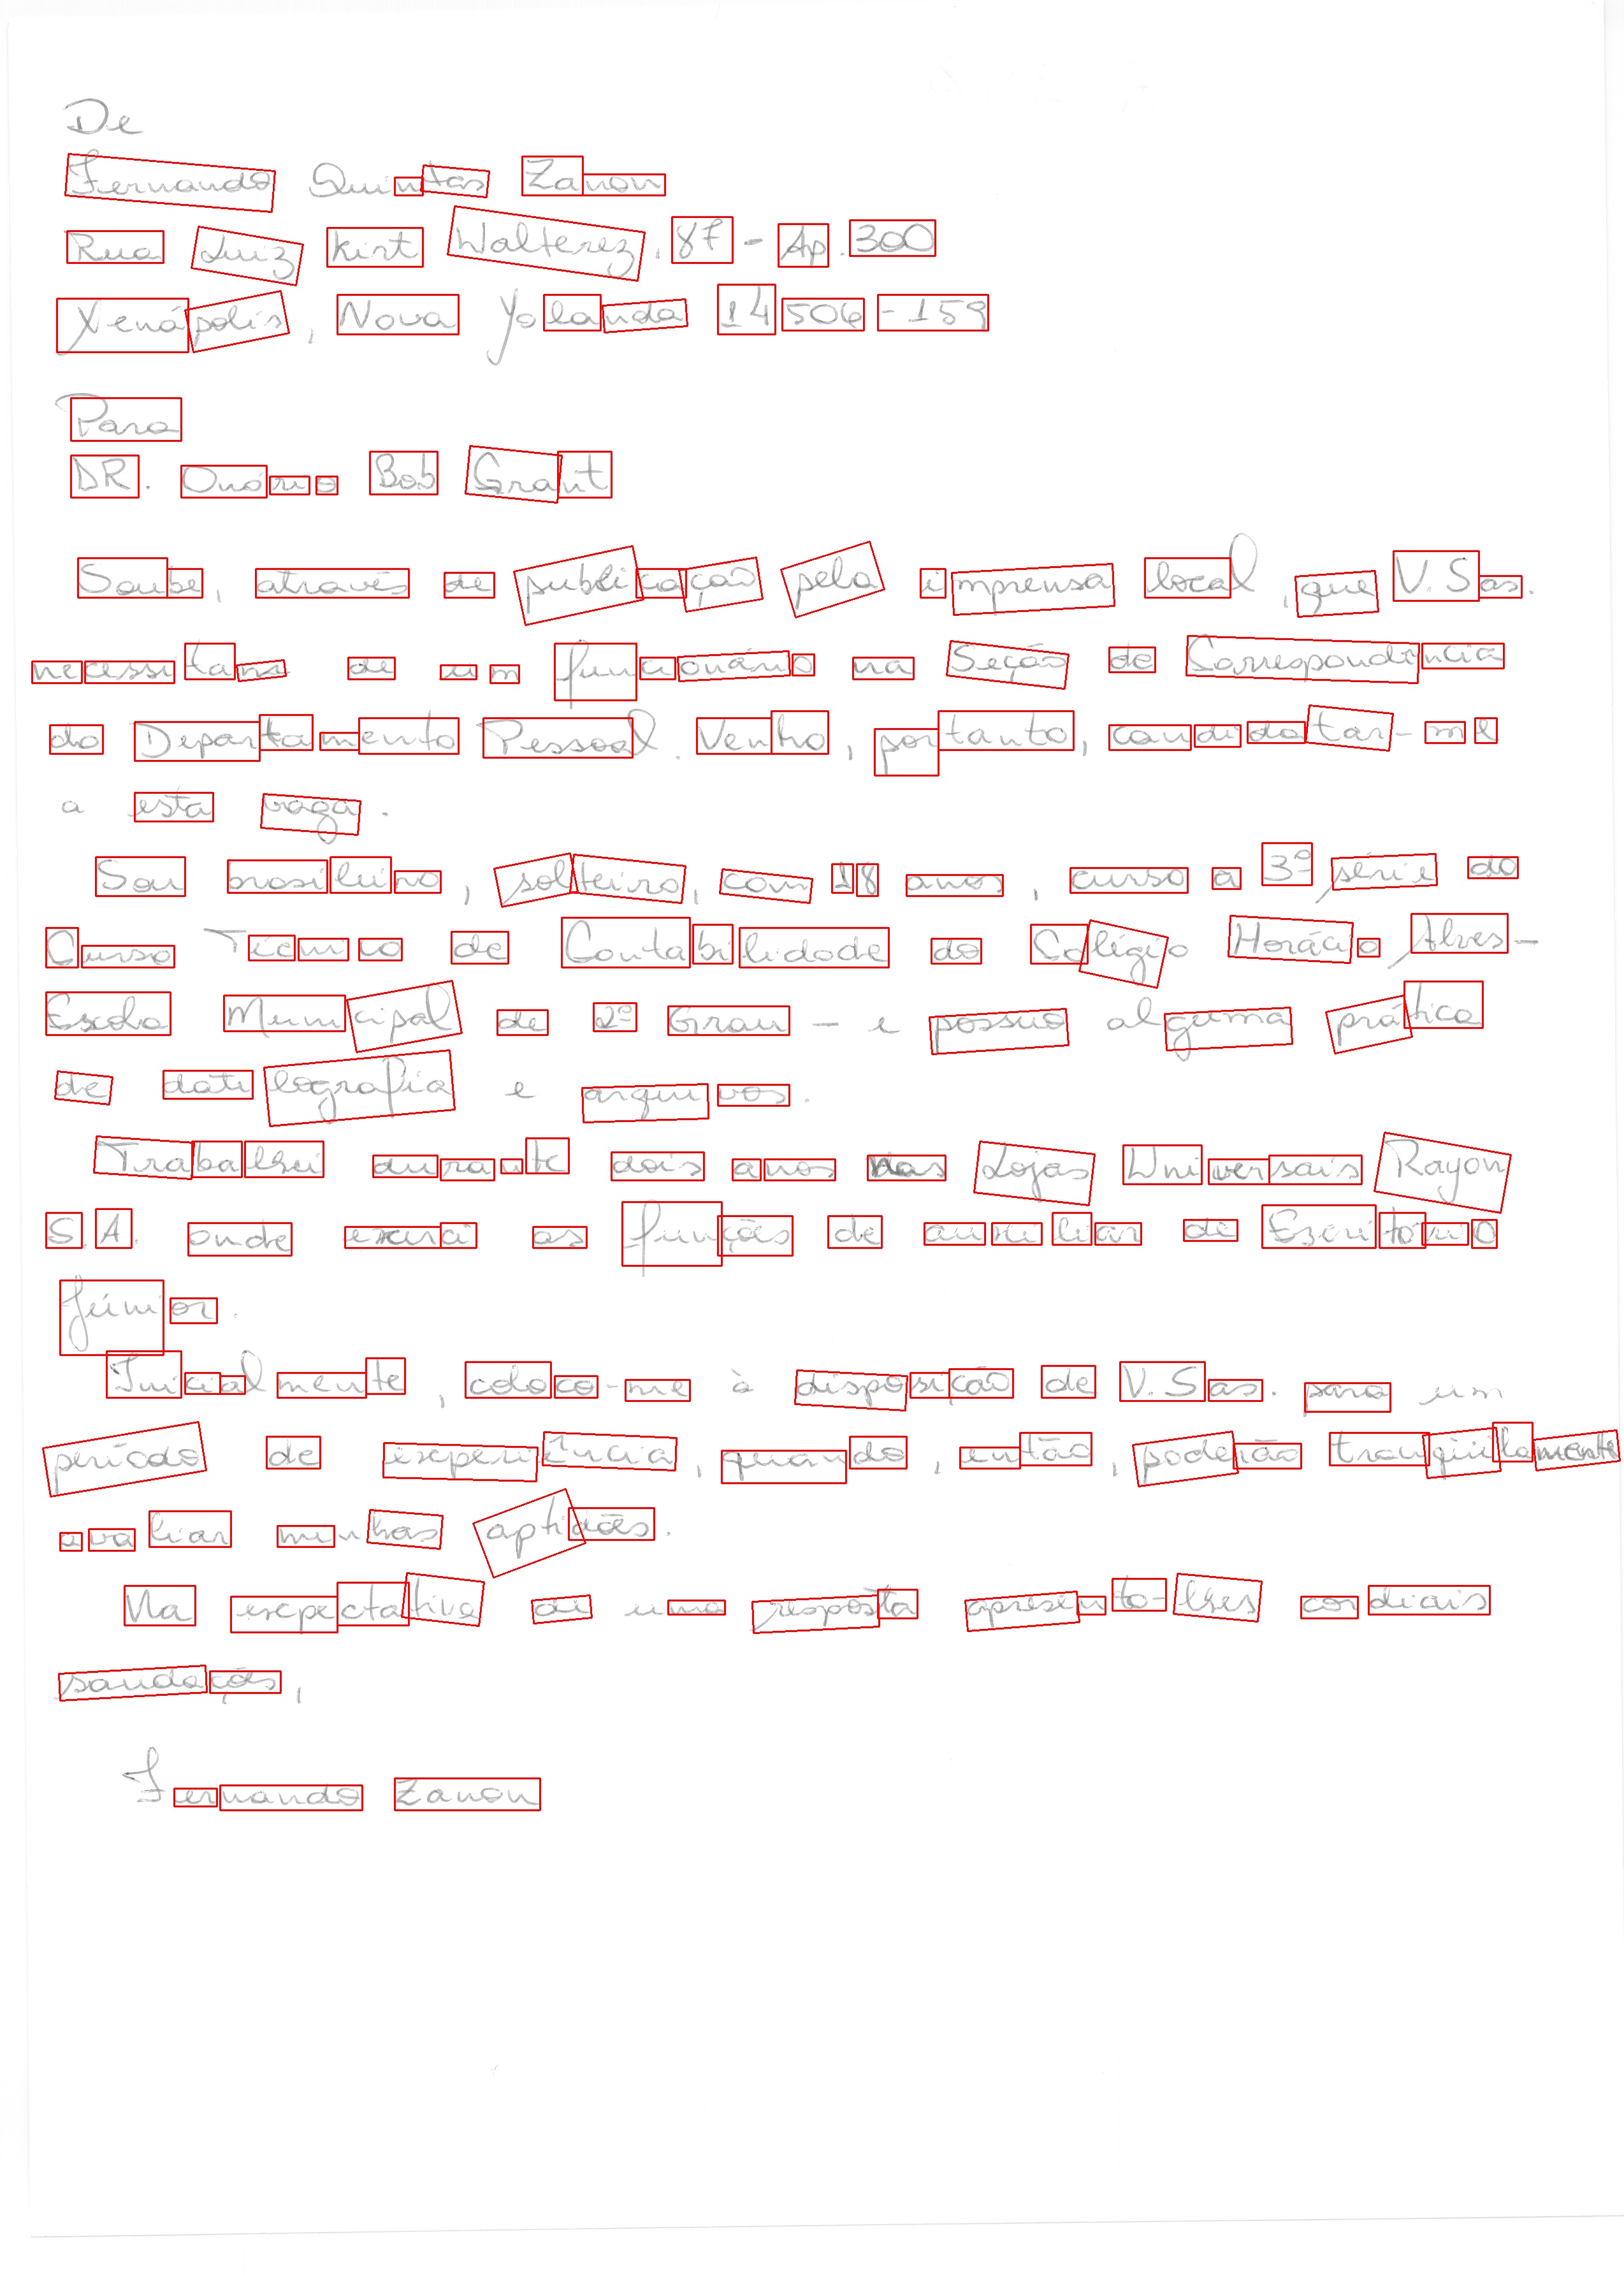 De
Fernando Quintas Zanon
Rua Luiz Kirt Walterez, 87 - Ap. 300
Xenápolis, Nova Yolanda 14506-159
Para
DR. Onório Bob Grant
Soube, através de publicação pela imprensa local, que V.Sas.
necessitam de um funcionário na Seção de Correspondência
do Departamento Pessoal. Venho, portanto, candidatar-me
a esta vaga.
Sou brasileiro, solteiro, com 18 anos, curso a 3ª série do
Curso Técnico de Contabilidade do Colégio Horácio Alves-
Escola Municipal de 2º Grau - e possuo alguma prática
de datilografia e arquivos.
Trabalhei durante dois anos nas Lojas Universais Rayon
S.A. onde exerci as funções de auxiliar de Escritório
Júnior.
Inicialmente, coloco-me à disposição de V.Sas. para um
período de experiência, quando, então, poderão tranqüilamente
avaliar minhas aptidões.
Na expectativa de uma resposta apresento-lhes cordiais
saudações,
Fernando Zanon